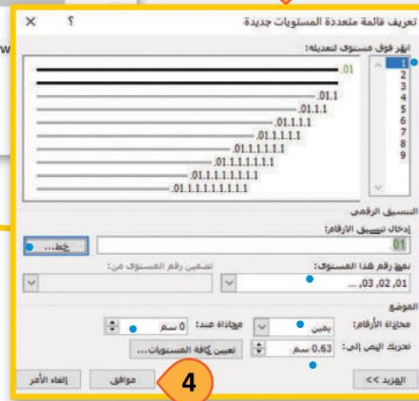 تعريف قائمة متعددة المستويات جديدة ? ×
انقر فوق مستوى لتعديله:
1
2
3
4
5
6
7
8
9
01.
01.1.
01.1.1.
01.1.1.1.
01.1.1.1.1.
01.1.1.1.1.1.
01.1.1.1.1.1.1.
01.1.1.1.1.1.1.1.
01.1.1.1.1.1.1.1.1.
التنسيق الرقمي
إدخال تنسيق الأرقام:
01 خط...
نمط رقم هذا المستوى: تضمين رقم المستوى من:
01, 02, 03, ...
الموضع
محاذاة الأرقام: يمين محاذاة عند: 0 سم
تحريك النص إلى: 0.63 سم تعيين كافة المستويات...
المزيد >> موافق إلغاء الأمر
4